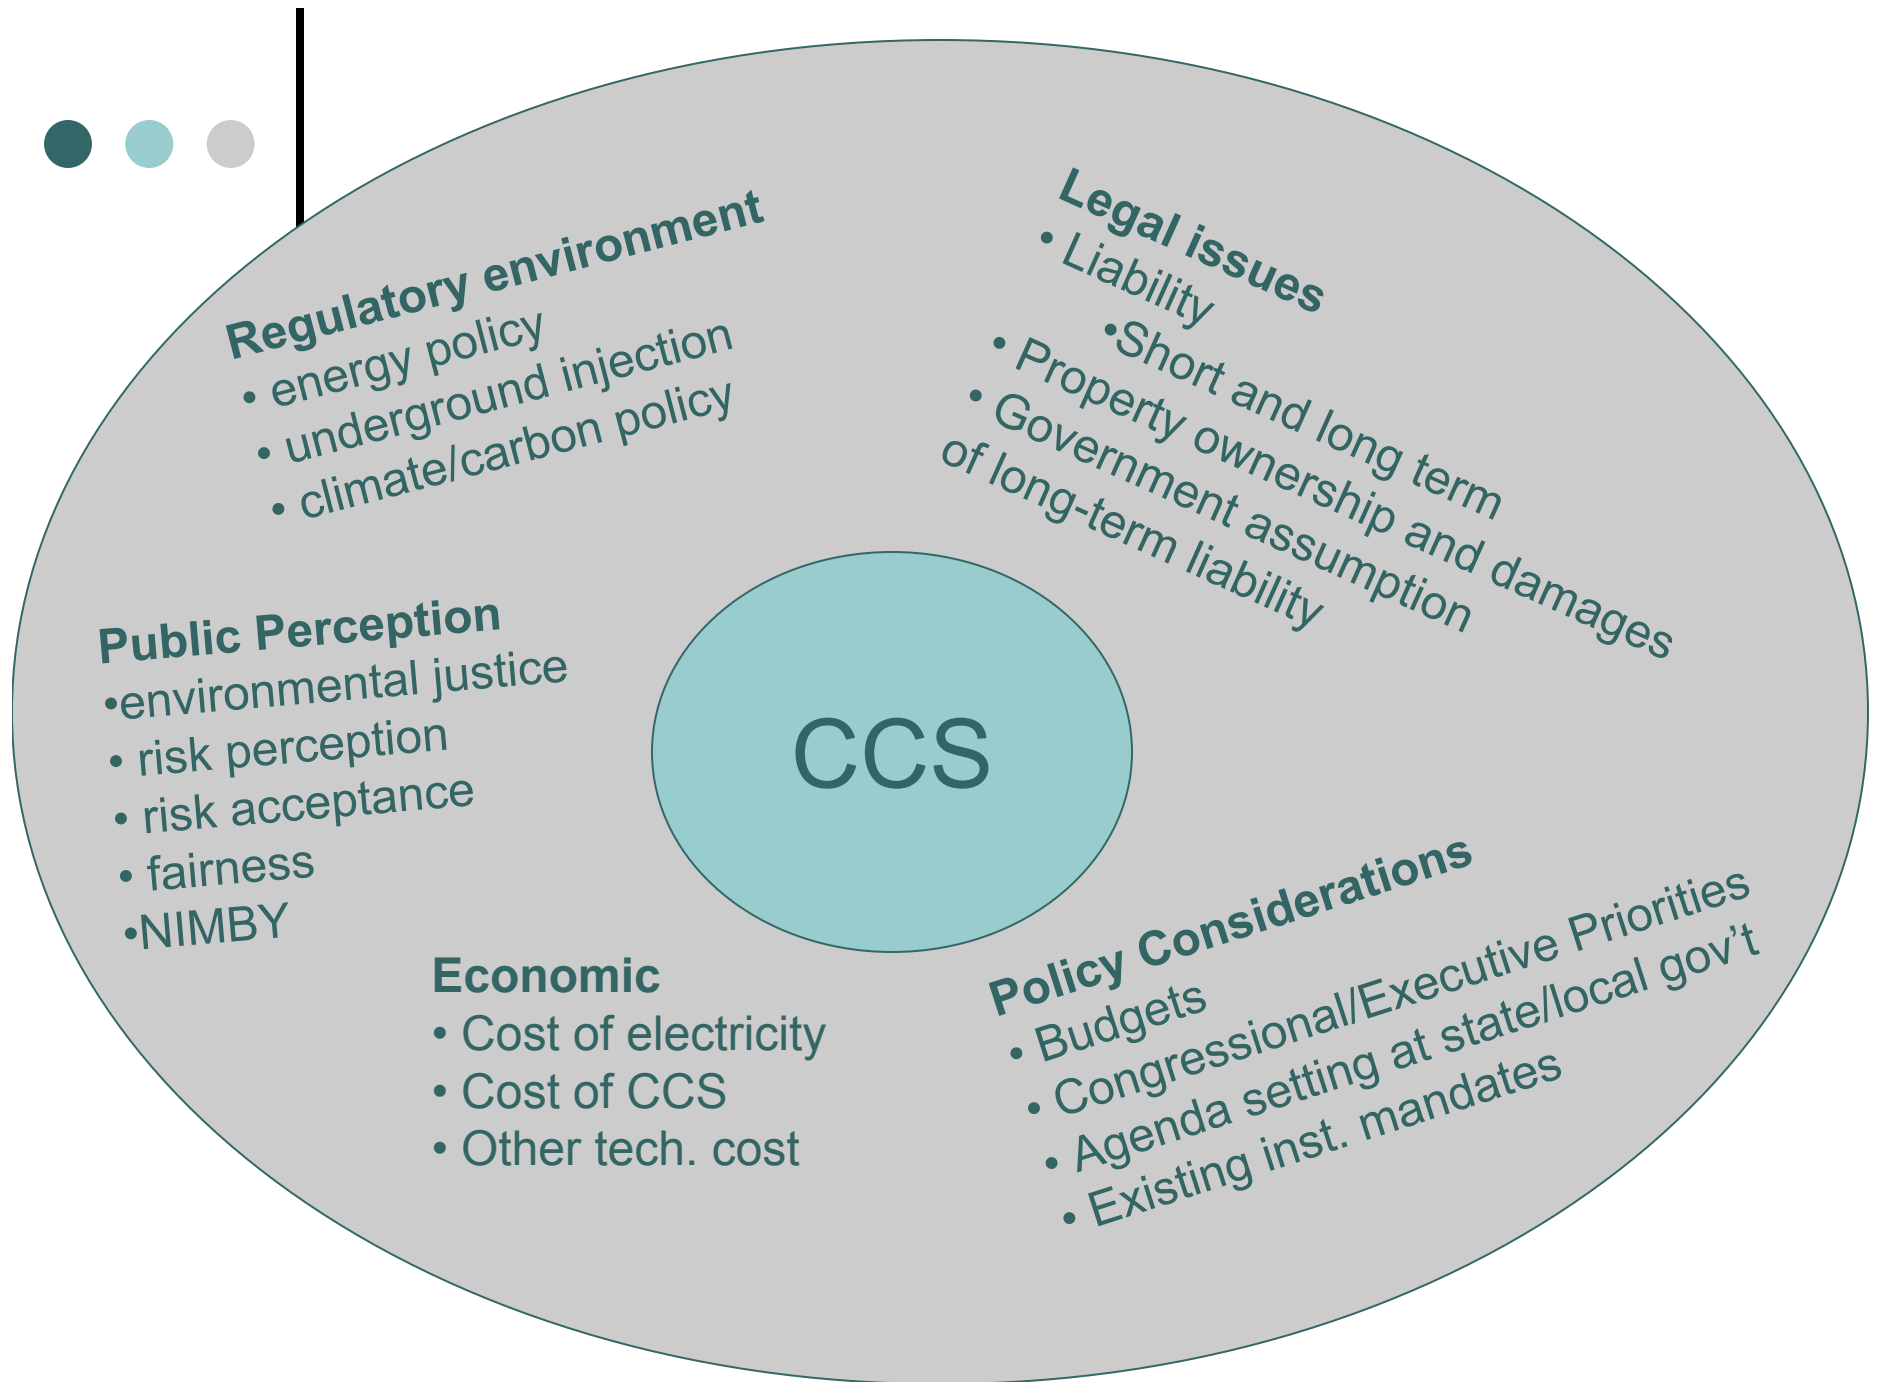 Regulatory environment
• energy policy
• underground injection
• climate/carbon policy
Legal issues
• Liability
•Short and long term
• Property ownership and damages
• Government assumption
of long-term liability
Public Perception
•environmental justice
• risk perception
• risk acceptance
• fairness
•NIMBY
CCS
Economic
• Cost of electricity
• Cost of CCS
• Other tech. cost
Policy Considerations
• Budgets
• Congressional/Executive Priorities
• Agenda setting at state/local gov’t
• Existing inst. mandates